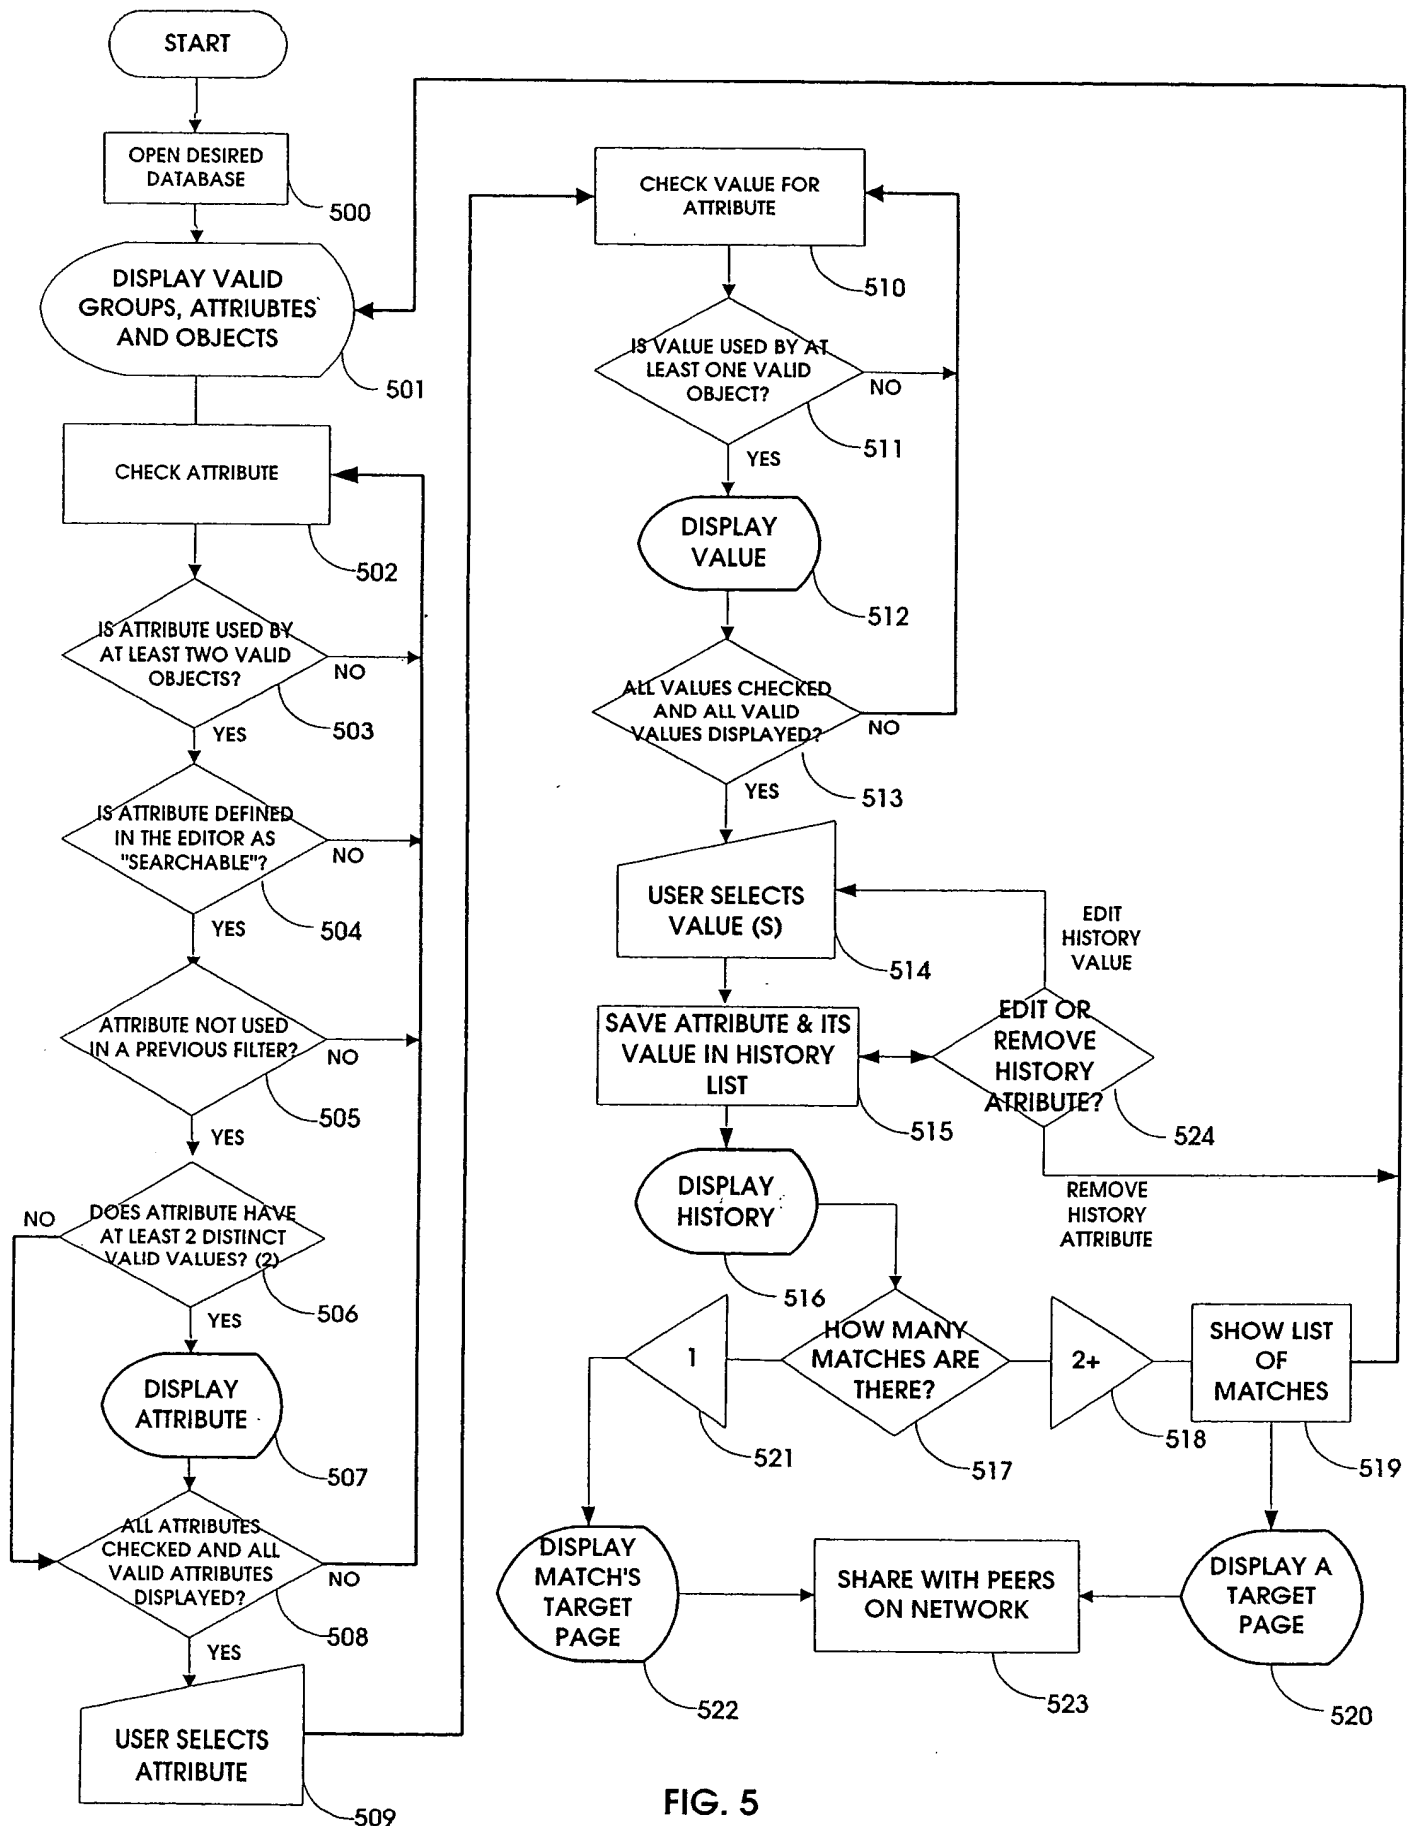 START
OPEN DESIRED
DATABASE
500
DISPLAY VALID
GROUPS, ATTRIUBTES
AND OBJECTS
501
CHECK ATTRIBUTE
502
IS ATTRIBUTE USED BY
AT LEAST TWO VALID
OBJECTS?
NO
503
YES
IS ATTRIBUTE DEFINED
IN THE EDITOR AS
"SEARCHABLE"?
NO
504
YES
ATTRIBUTE NOT USED
IN A PREVIOUS FILTER?
NO
505
YES
DOES ATTRIBUTE HAVE
AT LEAST 2 DISTINCT
VALID VALUES? (2)
NO
506
YES
DISPLAY
ATTRIBUTE
507
ALL ATTRIBUTES
CHECKED AND ALL
VALID ATTRIBUTES
DISPLAYED?
NO
508
YES
USER SELECTS
ATTRIBUTE
509
CHECK VALUE FOR
ATTRIBUTE
510
IS VALUE USED BY AT
LEAST ONE VALID
OBJECT?
NO
511
YES
DISPLAY
VALUE
512
ALL VALUES CHECKED
AND ALL VALID
VALUES DISPLAYED?
NO
513
YES
USER SELECTS
VALUE (S)
514
EDIT
HISTORY
VALUE
SAVE ATTRIBUTE & ITS
VALUE IN HISTORY
LIST
515
EDIT OR
REMOVE
HISTORY
ATRIBUTE?
524
REMOVE
HISTORY
ATTRIBUTE
DISPLAY
HISTORY
516
HOW MANY
MATCHES ARE
THERE?
517
1
521
2+
518
SHOW LIST
OF
MATCHES
519
DISPLAY
MATCH'S
TARGET
PAGE
522
SHARE WITH PEERS
ON NETWORK
523
DISPLAY A
TARGET
PAGE
520
FIG. 5